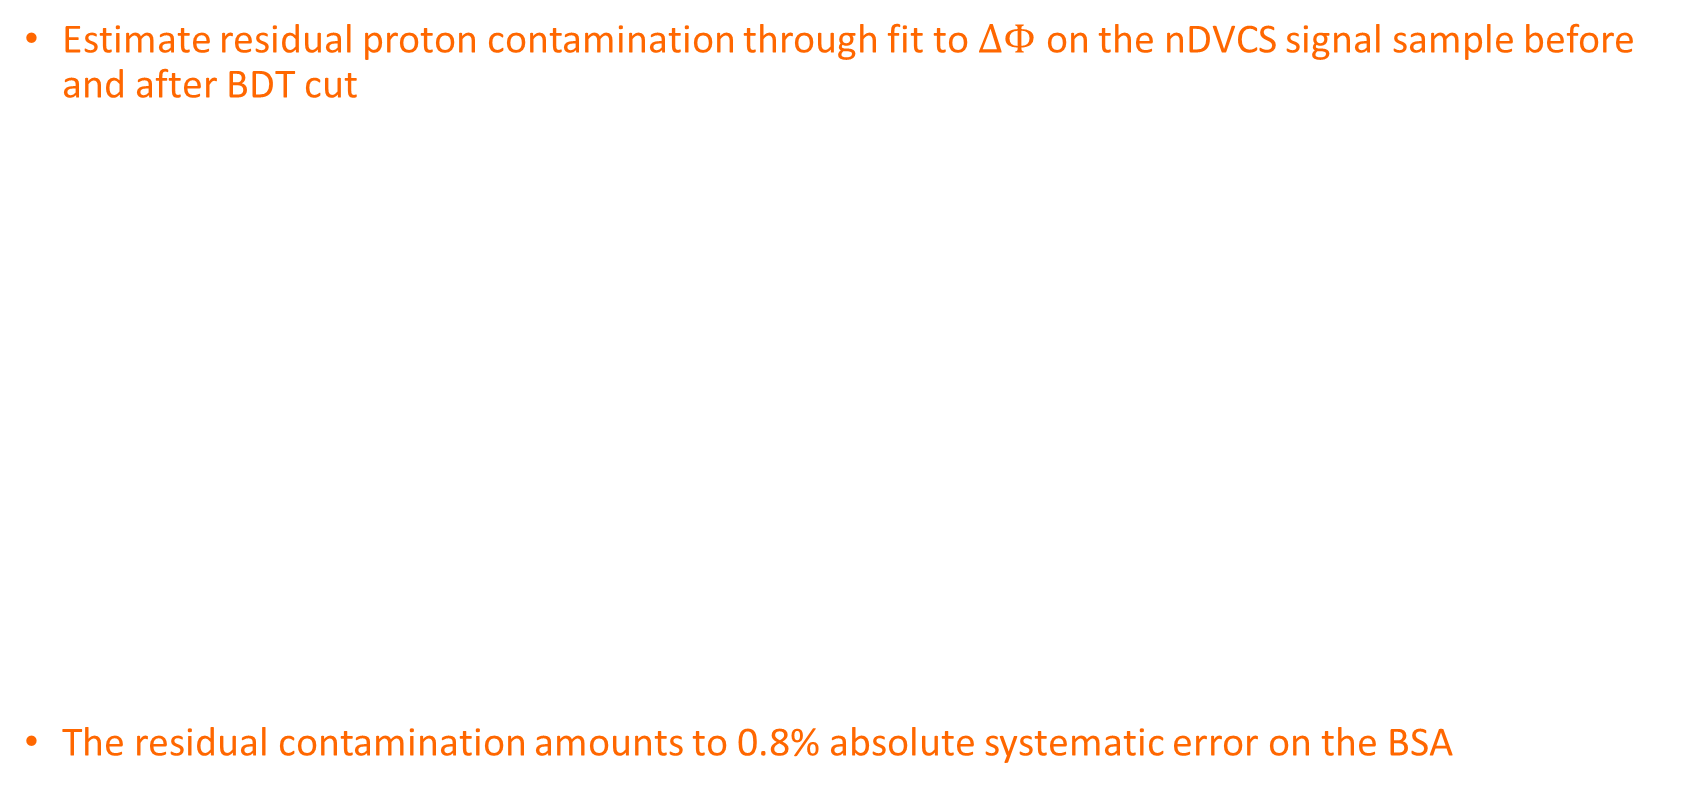 • Estimate residual proton contamination through fit to ΔΦ on the nDVCS signal sample before
and after BDT cut
• The residual contamination amounts to 0.8% absolute systematic error on the BSA